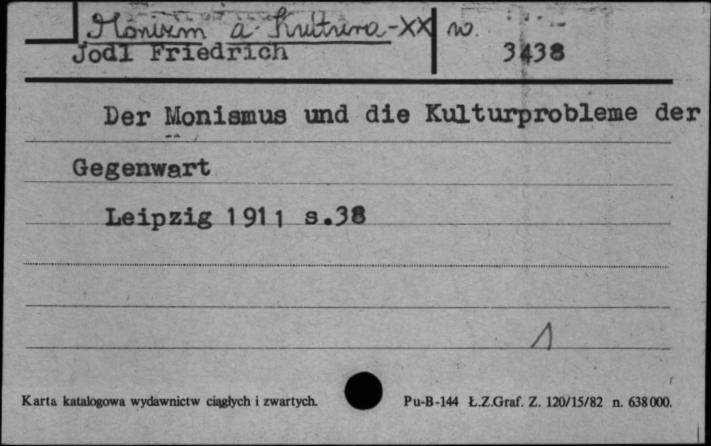 Monizm a kultura - XX w.
Jodl Friedrich 3438
Der Monismus und die Kulturprobleme der
Gegenwart
Leipzig 1911 s.38
1
Karta katalogowa wydawnictw ciągłych i zwartych. Pu-B-144 Ł.Z.Graf. Z. 120/15/82 n. 638 000.